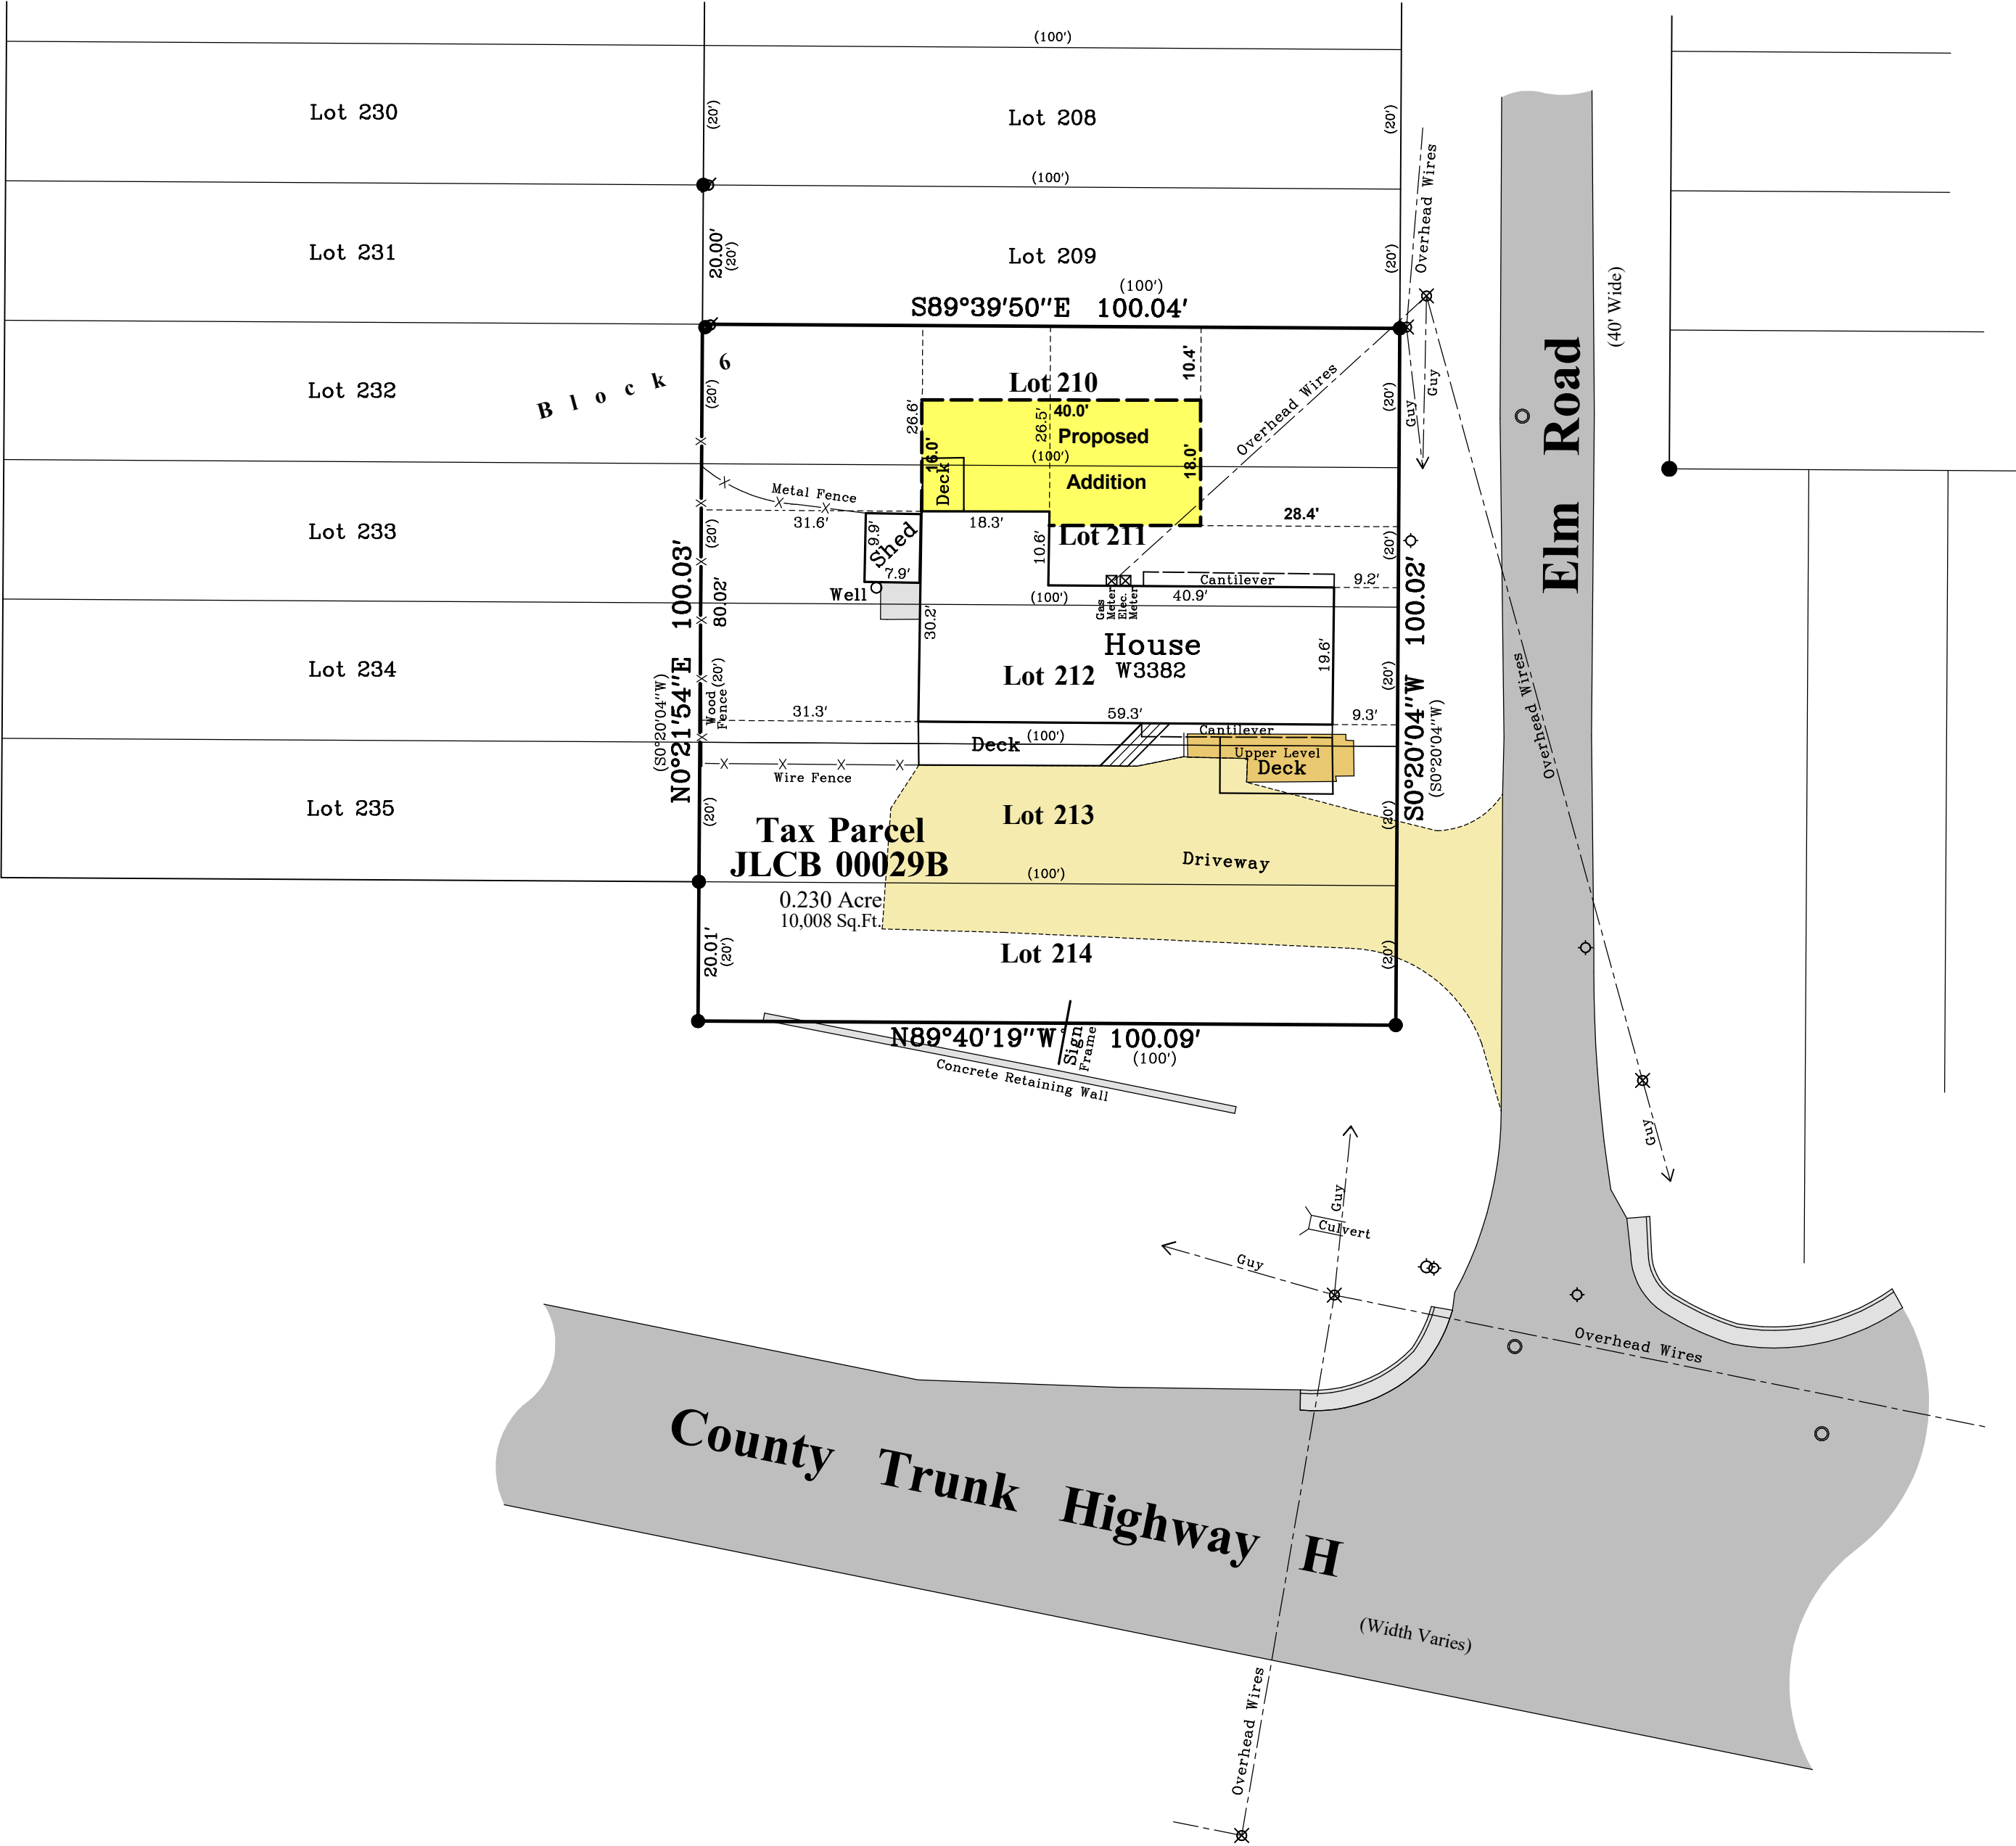 (100')
Lot 230
(20')
Lot 208
(20')
(100')
Lot 231
20.00'
(20')
Lot 209
(20')
Overhead Wires
(40' Wide)
Elm Road
(100')
S89°39'50"E 100.04'
Block 6
Lot 232
(20')
Lot 210
10.4'
Overhead Wires
(20')
Guy
Guy
26.6'
26.5'
40.0'
Proposed
16.0'
(100')
18.0'
Deck
Addition
Metal Fence
31.6'
18.3'
28.4'
Lot 233
(20')
9.9'
Shed
7.9'
10.6'
Lot 211
(20')
N0°21'54"E 100.03'
(S0°20'04"W)
80.02'
Well
Gas Meter
Elec. Meter
Cantilever
9.2'
(100')
40.9'
30.2'
House
W3382
19.6'
S0°20'04"W 100.02'
(S0°20'04"W)
Lot 234
(20')
Wood Fence
Lot 212
(20')
Overhead Wires
Overhead Wires
31.3'
59.3'
9.3'
Deck
(100')
Cantilever
Upper Level
Deck
Wire Fence
Lot 235
(20')
Lot 213
(20')
Tax Parcel
JLCB 00029B
Driveway
(100')
0.230 Acre
10,008 Sq.Ft.
20.01'
(20')
Lot 214
(20')
N89°40'19"W 100.09'
(100')
Sign
Frame
Concrete Retaining Wall
Guy
Guy
Culvert
Guy
Overhead Wires
County Trunk Highway H
(Width Varies)
Overhead Wires